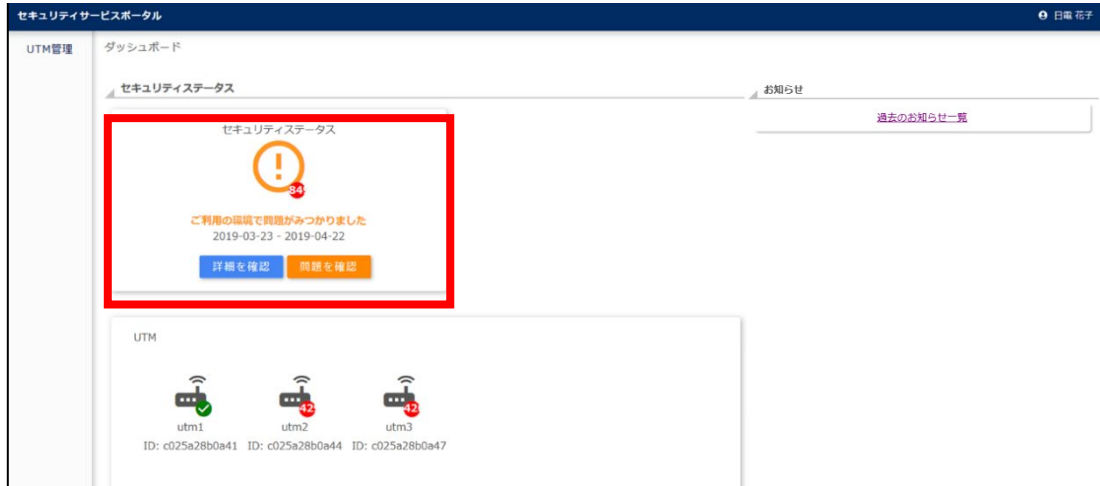 セキュリティサービスポータル
日電 花子
UTM管理
ダッシュボード
セキュリティステータス
お知らせ
過去のお知らせ一覧
セキュリティステータス
84
ご利用の環境で問題がみつかりました
2019-03-23 - 2019-04-22
詳細を確認 問題を確認
UTM
42 42
utm1 utm2 utm3
ID: c025a28b0a41 ID: c025a28b0a44 ID: c025a28b0a47